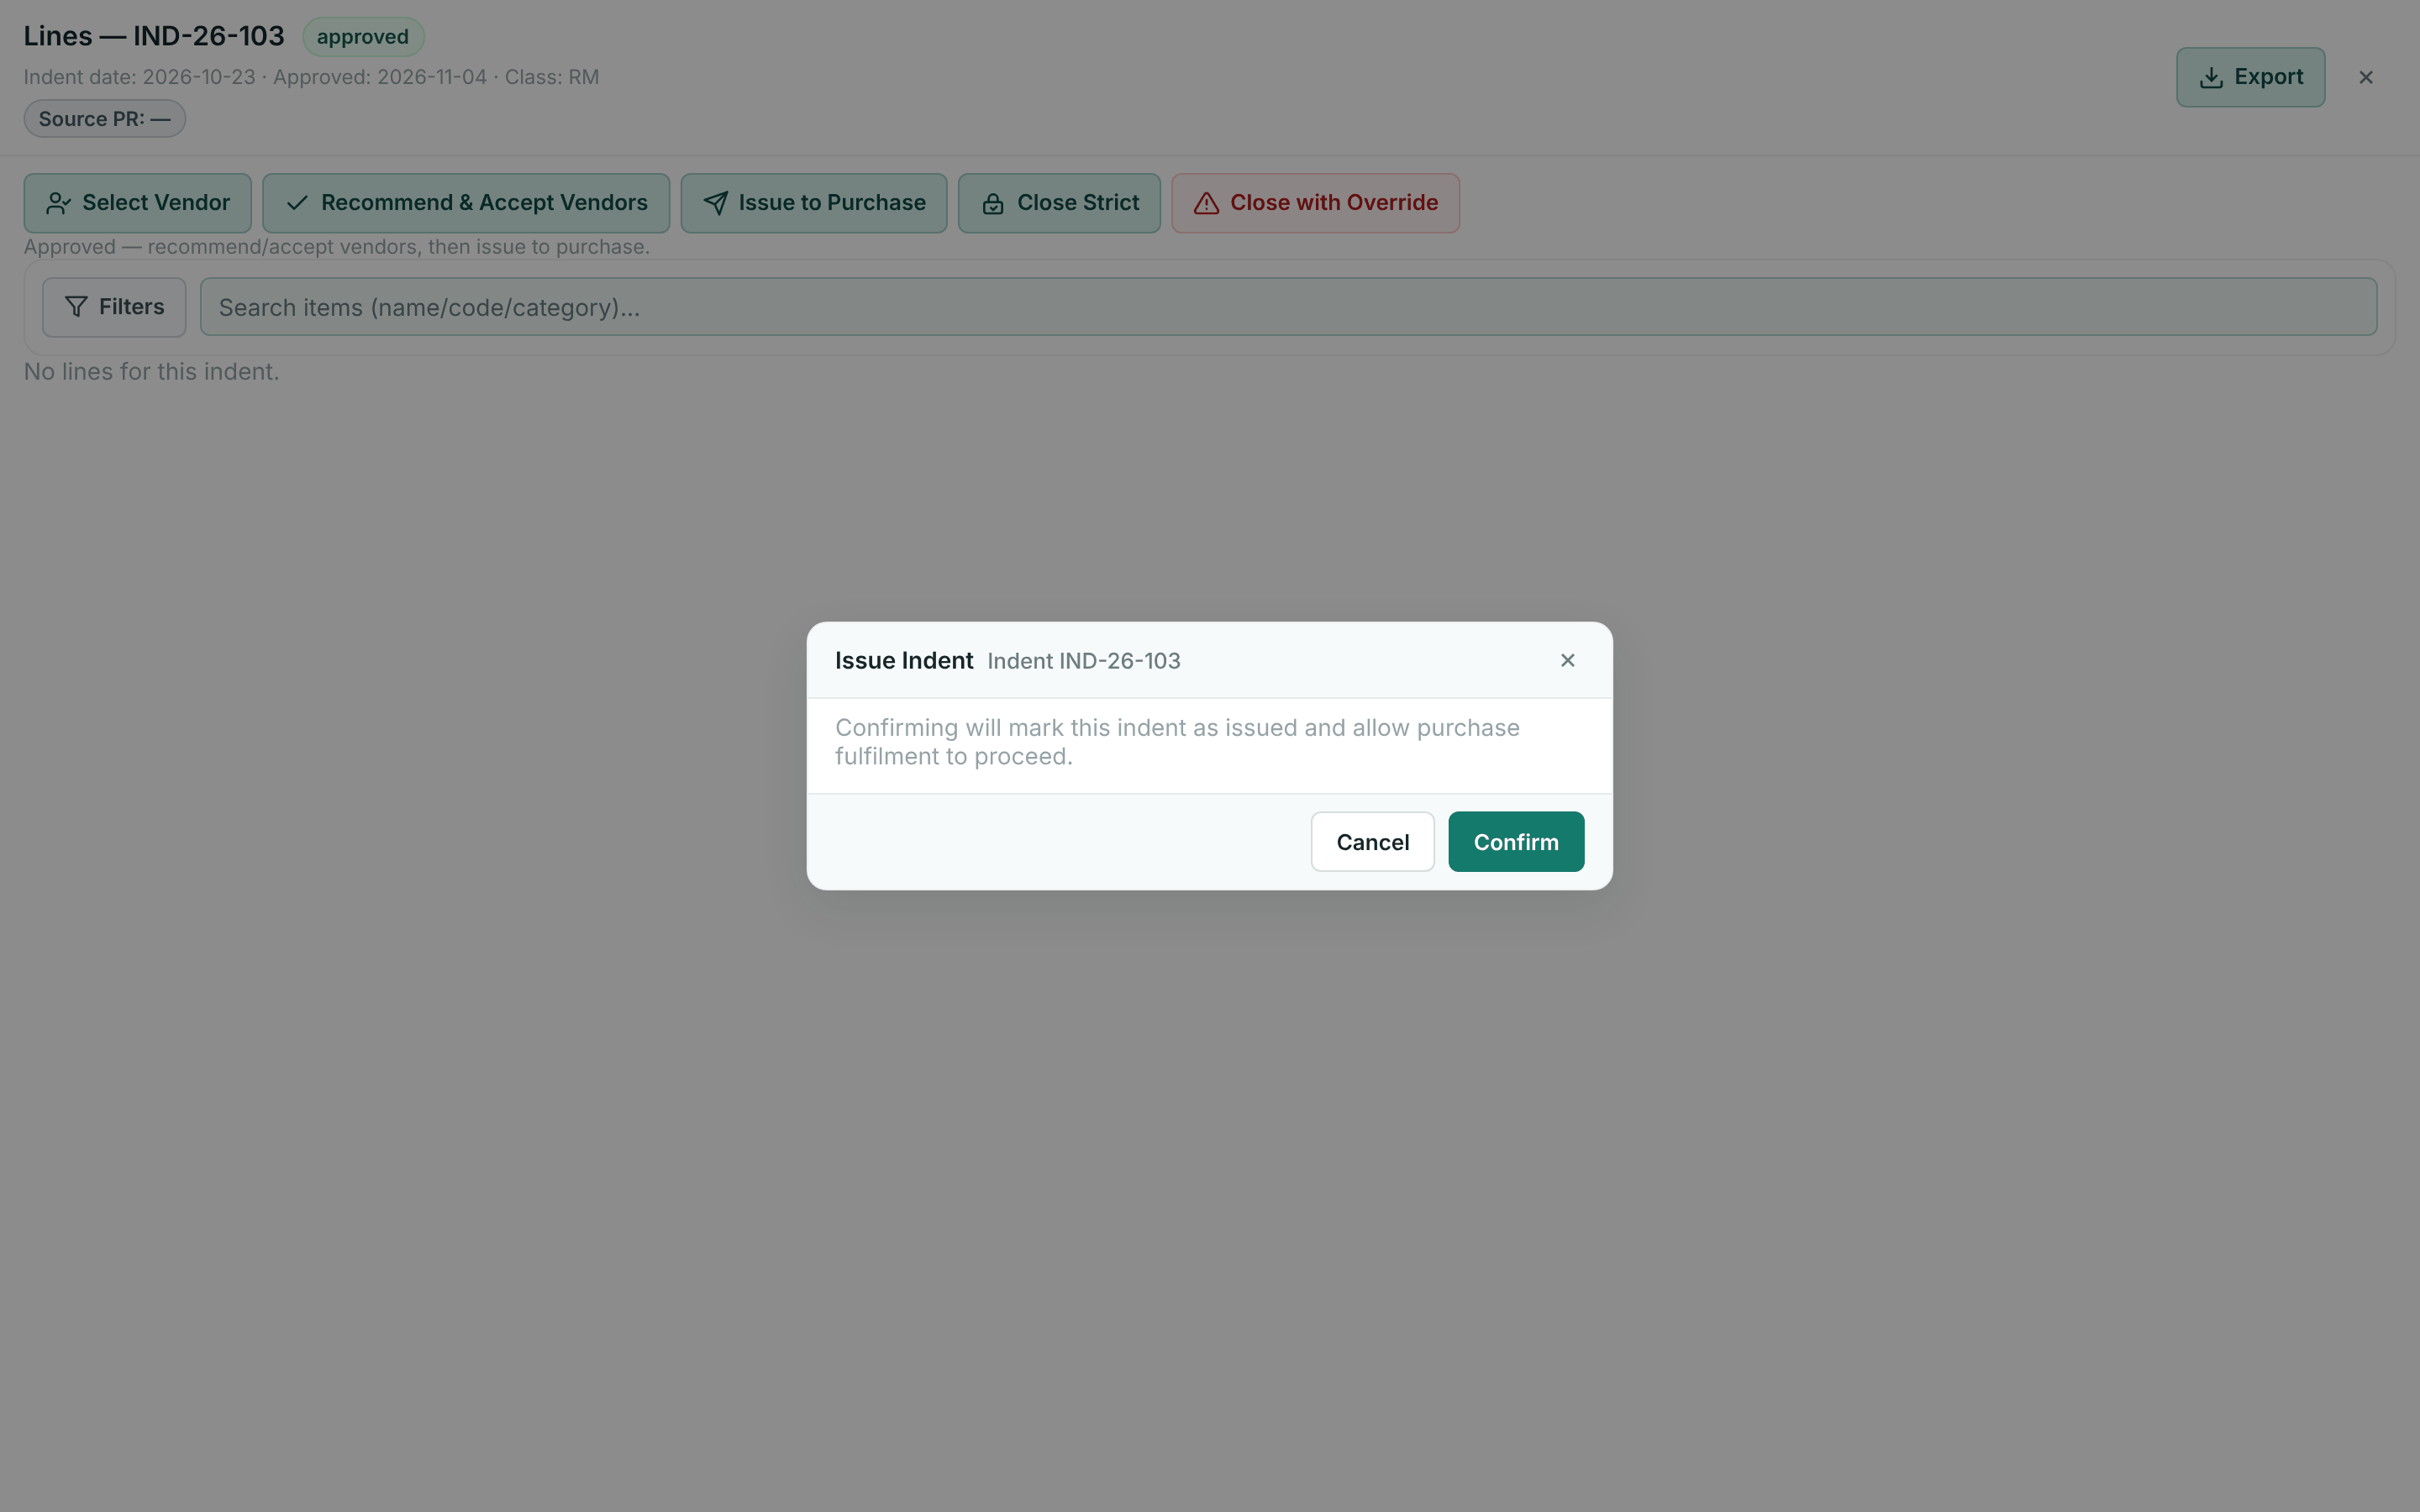 Lines — IND-26-103 approved
Indent date: 2026-10-23 · Approved: 2026-11-04 · Class: RM
Source PR: —
Export
Select Vendor
Recommend & Accept Vendors
Issue to Purchase
Close Strict
Close with Override
Approved — recommend/accept vendors, then issue to purchase.
Filters
Search items (name/code/category)...
No lines for this indent.
Issue Indent Indent IND-26-103
Confirming will mark this indent as issued and allow purchase
fulfilment to proceed.
Cancel
Confirm